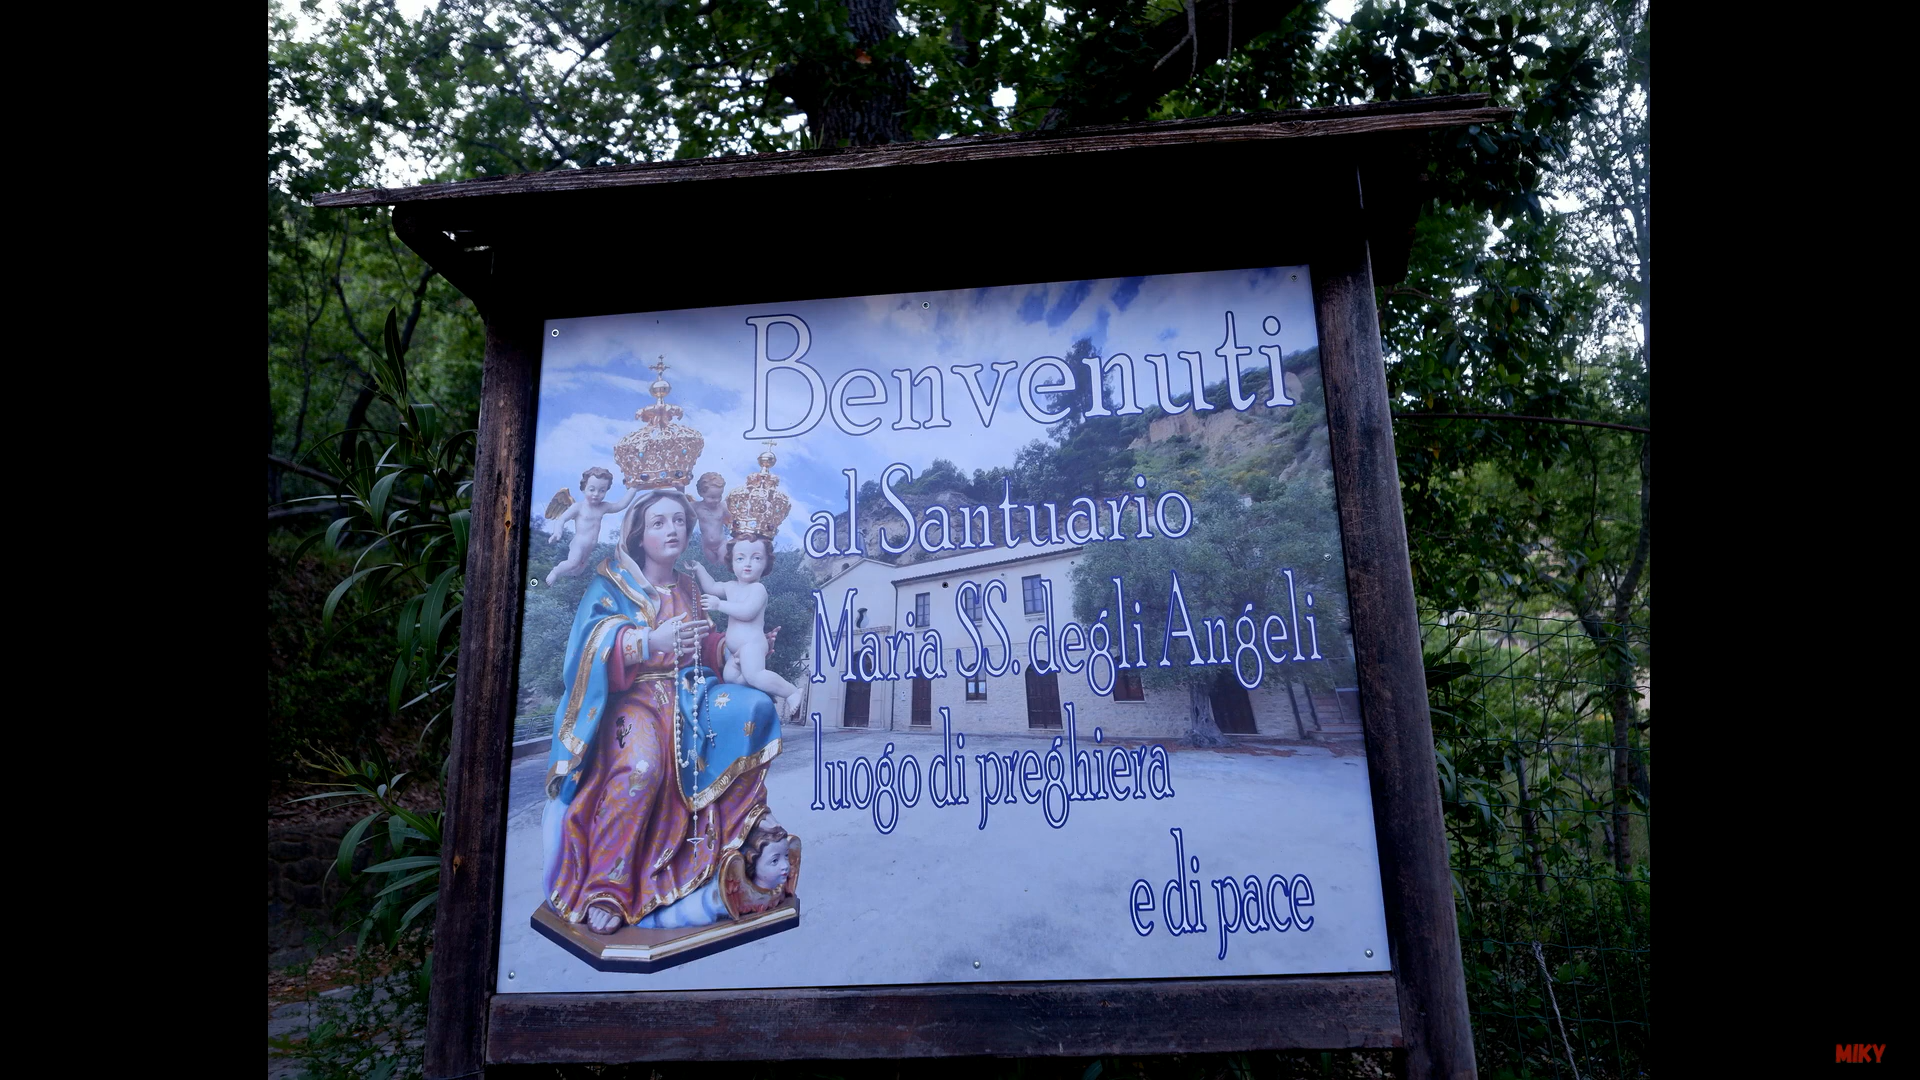 Benvenuti
al Santuario
Maria SS. degli Angeli
luogo di preghiera
e di pace
MIKY